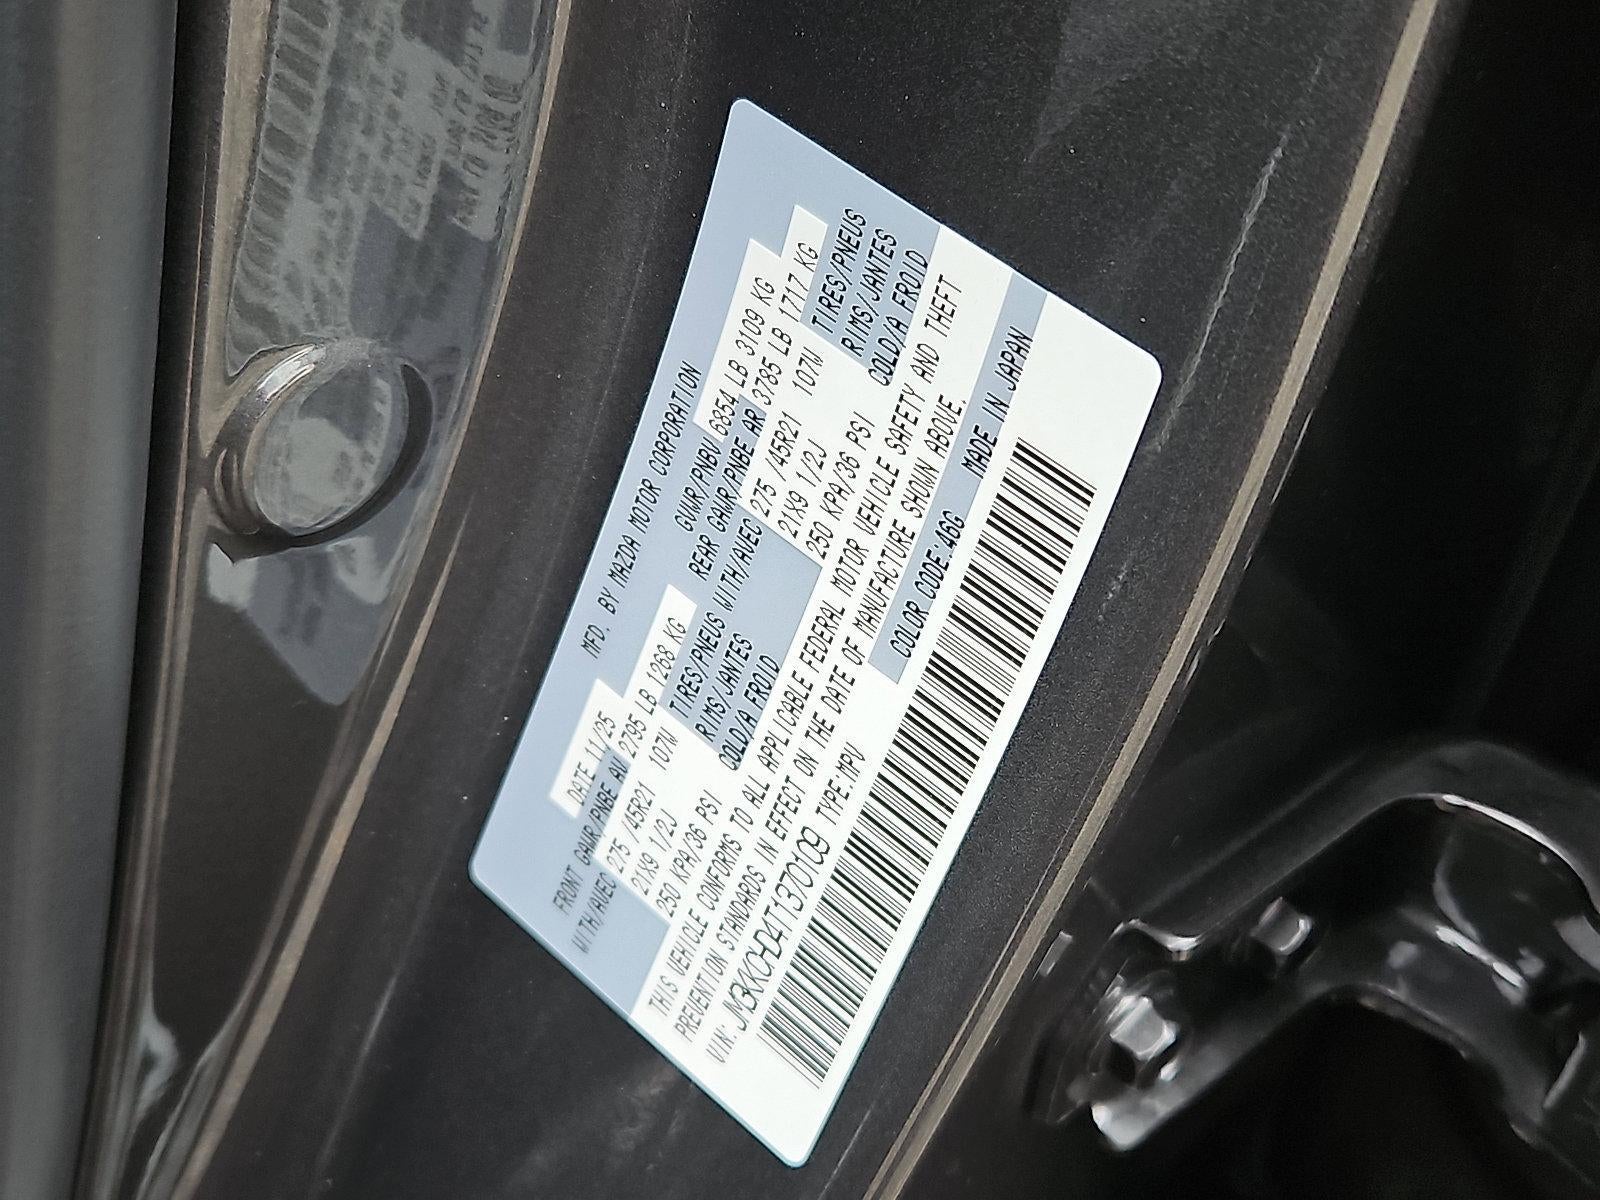 MFD. BY MAZDA MOTOR CORPORATION
DATE 11/25 GVWR/PNBV 6854 LB 3109 KG
FRONT GAWR/PNBE AV 2795 LB 1268 KG REAR GAWR/PNBE AR 3785 LB 1717 KG
WITH/AVEC 275 /45R21 107W TIRES/PNEUS WITH/AVEC 275 /45R21 107W TIRES/PNEUS
21X9 1/2J RIMS/JANTES 21X9 1/2J RIMS/JANTES
250 KPA/36 PSI COLD/A FROID 250 KPA/36 PSI COLD/A FROID
THIS VEHICLE CONFORMS TO ALL APPLICABLE FEDERAL MOTOR VEHICLE SAFETY AND THEFT
PREVENTION STANDARDS IN EFFECT ON THE DATE OF MANUFACTURE SHOWN ABOVE.
VIN: JM3KKCHD4T1370109 TYPE:MPV COLOR CODE:46G MADE IN JAPAN